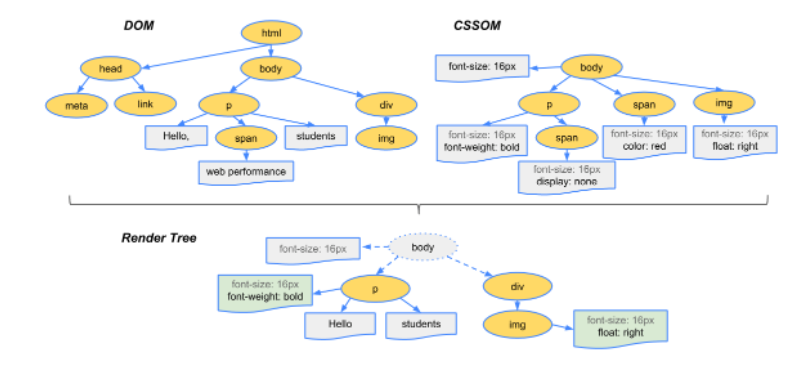 DOM
CSSOM
html
head
body
meta
link
p
div
Hello,
span
students
img
web performance
font-size: 16px
body
p
span
img
font-size: 16px
font-weight: bold
span
font-size: 16px
color: red
font-size: 16px
float: right
font-size: 16px
display: none
Render Tree
font-size: 16px
body
font-size: 16px
font-weight: bold
p
div
Hello
students
img
font-size: 16px
float: right